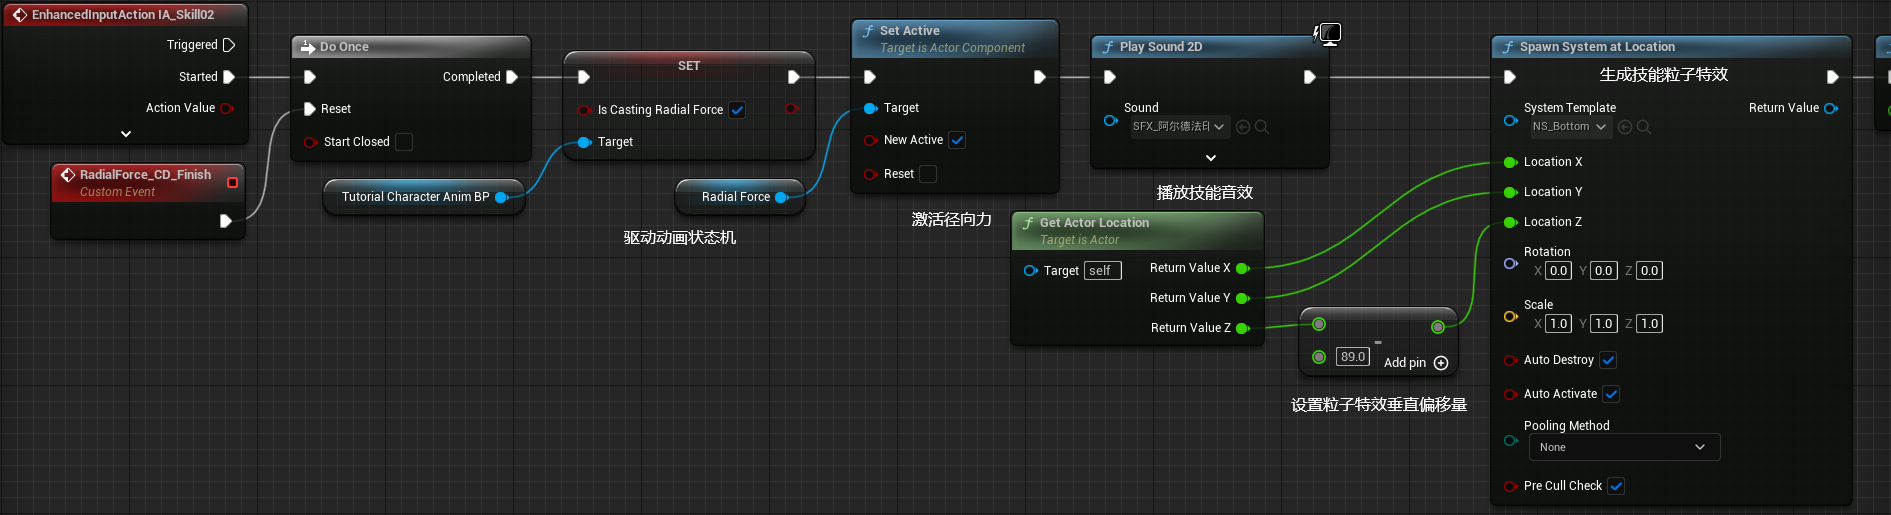 EnhancedInputAction IA_Skill02
Triggered
Started
Action Value
RadialForce_CD_Finish
Custom Event
Do Once
Completed
Reset
Start Closed
SET
Is Casting Radial Force
Target
Tutorial Character Anim BP
驱动动画状态机
Radial Force
Set Active
Target is Actor Component
Target
New Active
Reset
激活径向力
Play Sound 2D
Sound
SFX_阿尔德法印
播放技能音效
Get Actor Location
Target is Actor
Target self
Return Value X
Return Value Y
Return Value Z
-
89.0
Add pin
设置粒子特效垂直偏移量
Spawn System at Location
生成技能粒子特效
System Template
NS_Bottom
Return Value
Location X
Location Y
Location Z
Rotation
X 0.0 Y 0.0 Z 0.0
Scale
X 1.0 Y 1.0 Z 1.0
Auto Destroy
Auto Activate
Pooling Method
None
Pre Cull Check